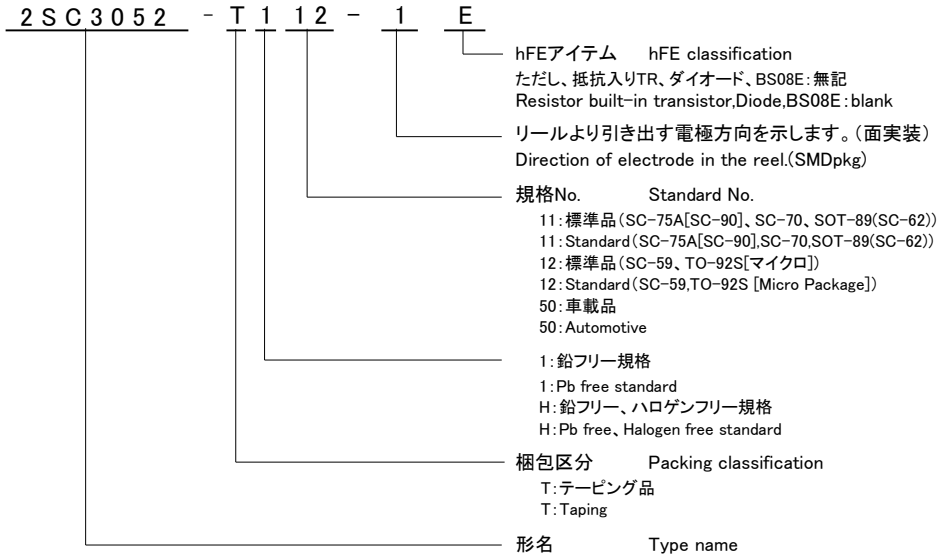 2SC3052 - T 1 12 - 1 E
hFEアイテム hFE classification
ただし、抵抗入りTR、ダイオード、BS08E:無記
Resistor built-in transistor,Diode,BS08E:blank
リールより引き出す電極方向を示します。(面実装)
Direction of electrode in the reel.(SMDpkg)
規格No. Standard No.
11:標準品(SC-75A[SC-90]、SC-70、SOT-89(SC-62))
11:Standard(SC-75A[SC-90],SC-70,SOT-89(SC-62))
12:標準品(SC-59、TO-92S[マイクロ])
12:Standard(SC-59,TO-92S [Micro Package])
50:車載品
50:Automotive
1:鉛フリー規格
1:Pb free standard
H:鉛フリー、ハロゲンフリー規格
H:Pb free、Halogen free standard
梱包区分 Packing classification
T:テーピング品
T:Taping
形名 Type name